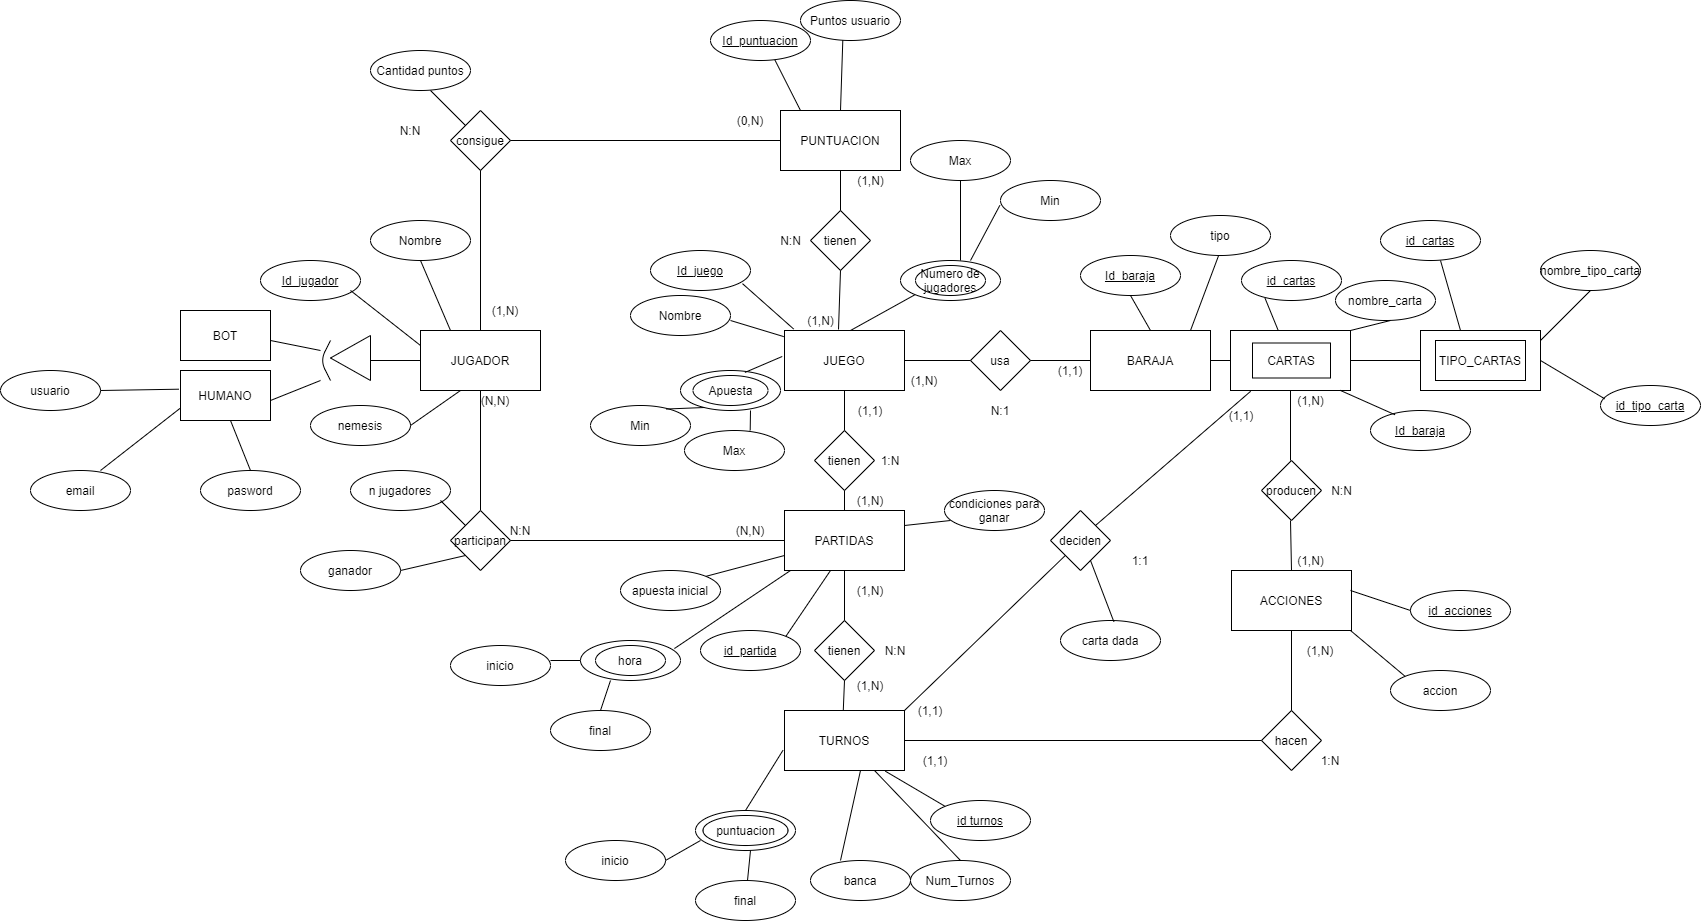 Puntos usuario
Id_puntuacion
Cantidad puntos
(0,N)
N:N
consigue
PUNTUACION
Max
(1,N)
Min
tipo
Nombre
N:N
tienen
id_cartas
Id_juego
Numero de
jugadores
Id_baraja
id_cartas
nombre_tipo_carta
Id_jugador
nombre_carta
(1,N)
Nombre
(1,N)
BOT
JUGADOR
JUEGO
usa
BARAJA
CARTAS
TIPO_CARTAS
(1,N)
(1,1)
usuario
HUMANO
Apuesta
(N,N)
(1,1)
N:1
(1,1)
(1,N)
id_tipo_carta
nemesis
Min
Id_baraja
Max
tienen
1:N
email
pasword
n jugadores
producen
N:N
(1,N)
condiciones para
ganar
N:N
(N,N)
participan
PARTIDAS
deciden
1:1
(1,N)
ganador
apuesta inicial
(1,N)
ACCIONES
id_acciones
carta dada
inicio
hora
id_partida
tienen
N:N
(1,N)
(1,N)
accion
final
(1,1)
TURNOS
hacen
(1,1)
1:N
id turnos
puntuacion
inicio
banca
Num_Turnos
final